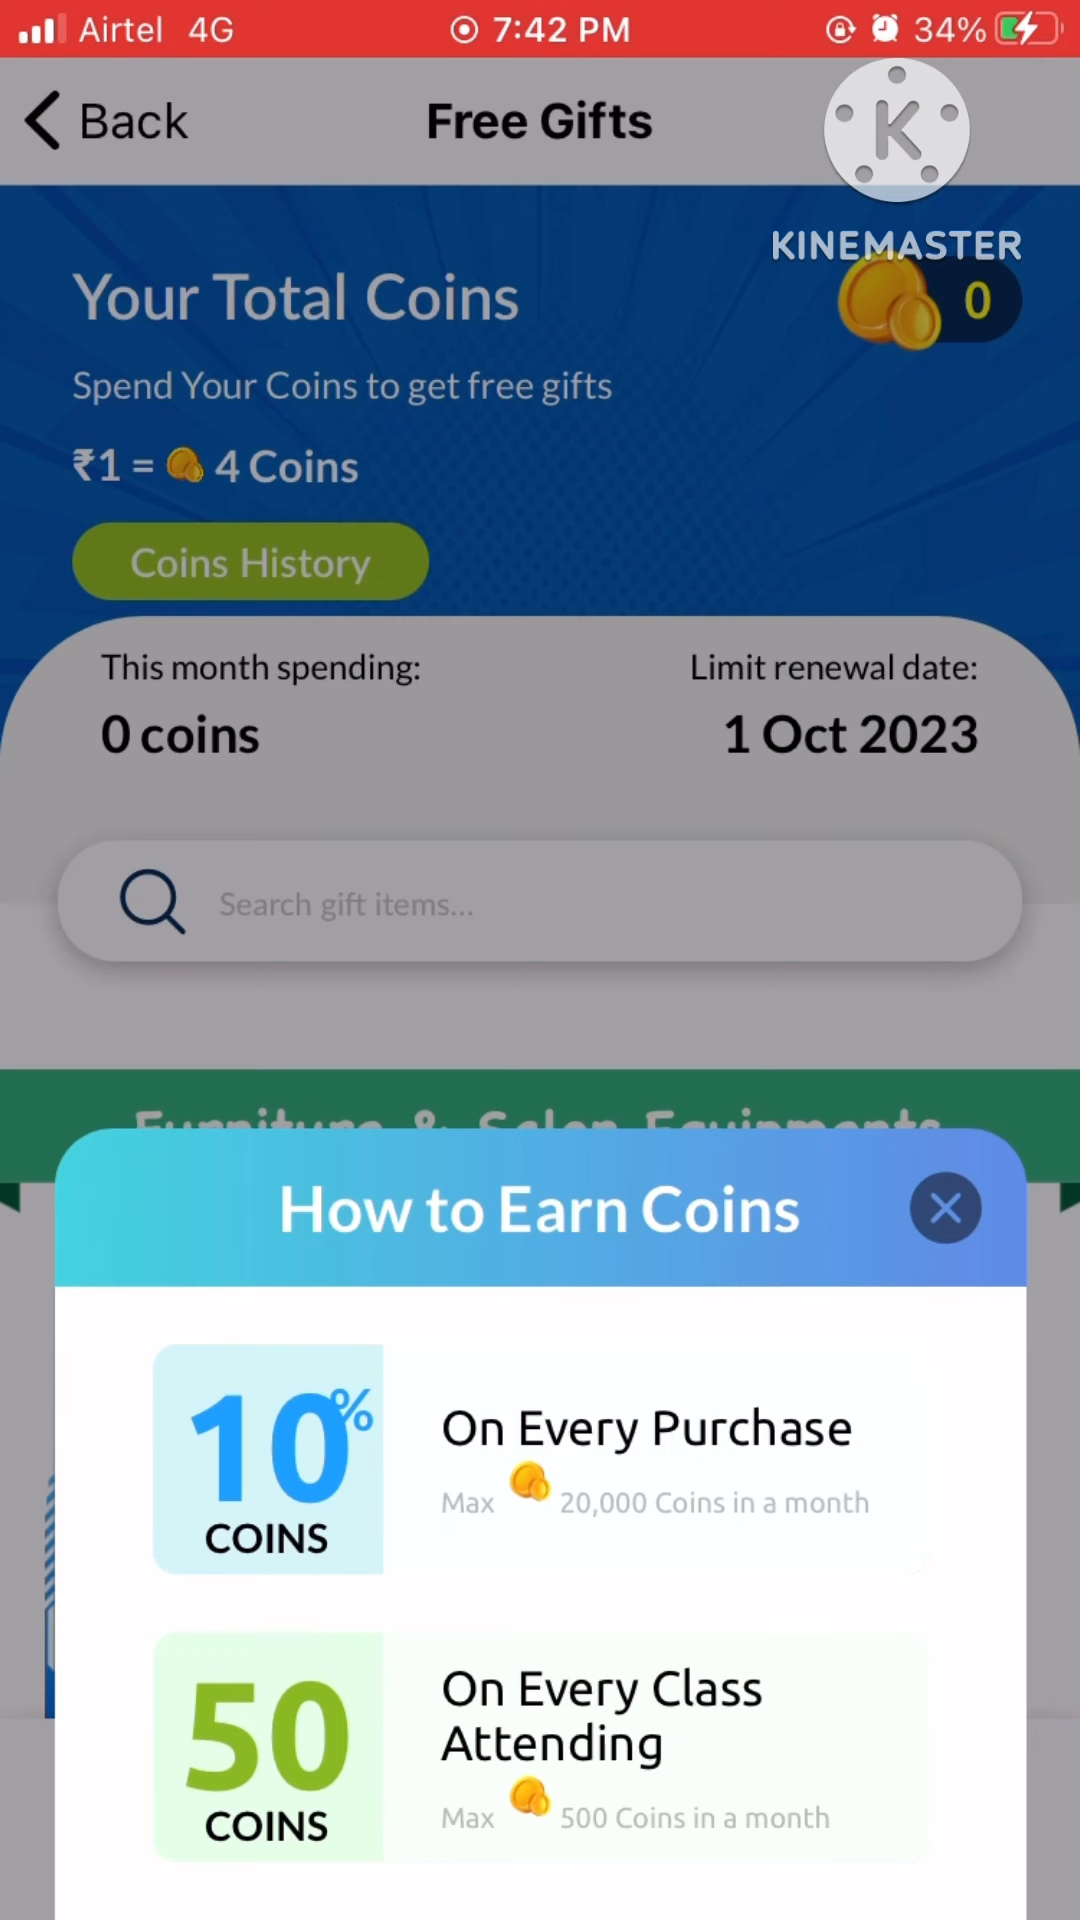 Airtel 4G 7:42 PM 34%
Back Free Gifts
K
KINEMASTER
Your Total Coins 0
Spend Your Coins to get free gifts
₹1 = 4 Coins
Coins History
This month spending: Limit renewal date:
0 coins 1 Oct 2023
Search gift items...
Furniture & Salon Equipments
How to Earn Coins
10%
COINS
On Every Purchase
Max 20,000 Coins in a month
50
COINS
On Every Class
Attending
Max 500 Coins in a month